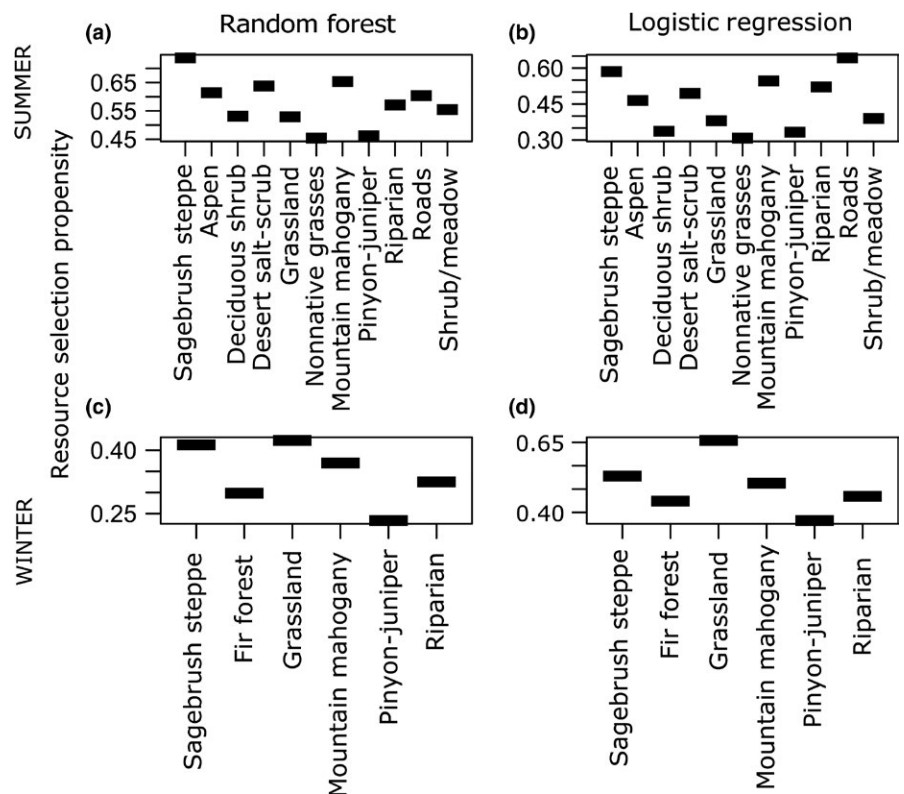 Random forest
Logistic regression
SUMMER
WINTER
Resource selection propensity
(a)
0.65
0.55
0.45
Sagebrush steppe
Aspen
Deciduous shrub
Desert salt-scrub
Grassland
Nonnative grasses
Mountain mahogany
Pinyon-juniper
Riparian
Roads
Shrub/meadow
(b)
0.60
0.45
0.30
Sagebrush steppe
Aspen
Deciduous shrub
Desert salt-scrub
Grassland
Nonnative grasses
Mountain mahogany
Pinyon-juniper
Riparian
Roads
Shrub/meadow
(c)
0.40
0.25
Sagebrush steppe
Fir forest
Grassland
Mountain mahogany
Pinyon-juniper
Riparian
(d)
0.65
0.40
Sagebrush steppe
Fir forest
Grassland
Mountain mahogany
Pinyon-juniper
Riparian